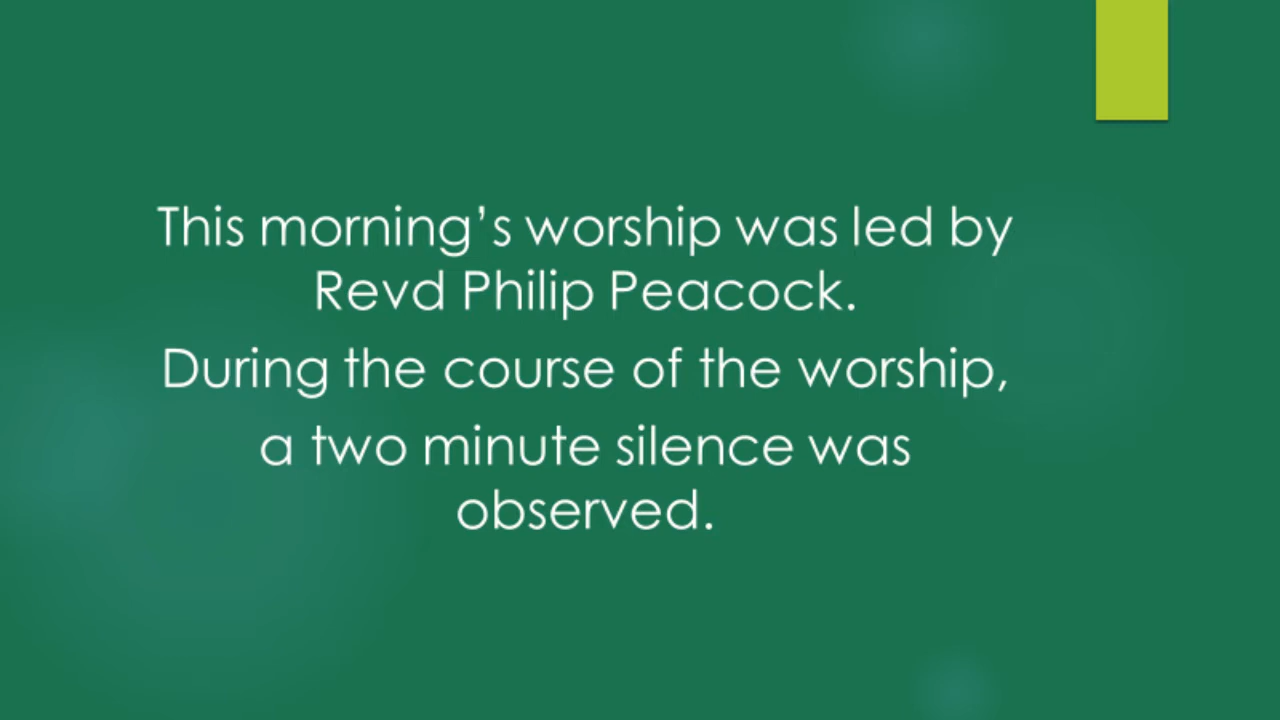 This morning’s worship was led by
Revd Philip Peacock.
During the course of the worship,
a two minute silence was
observed.